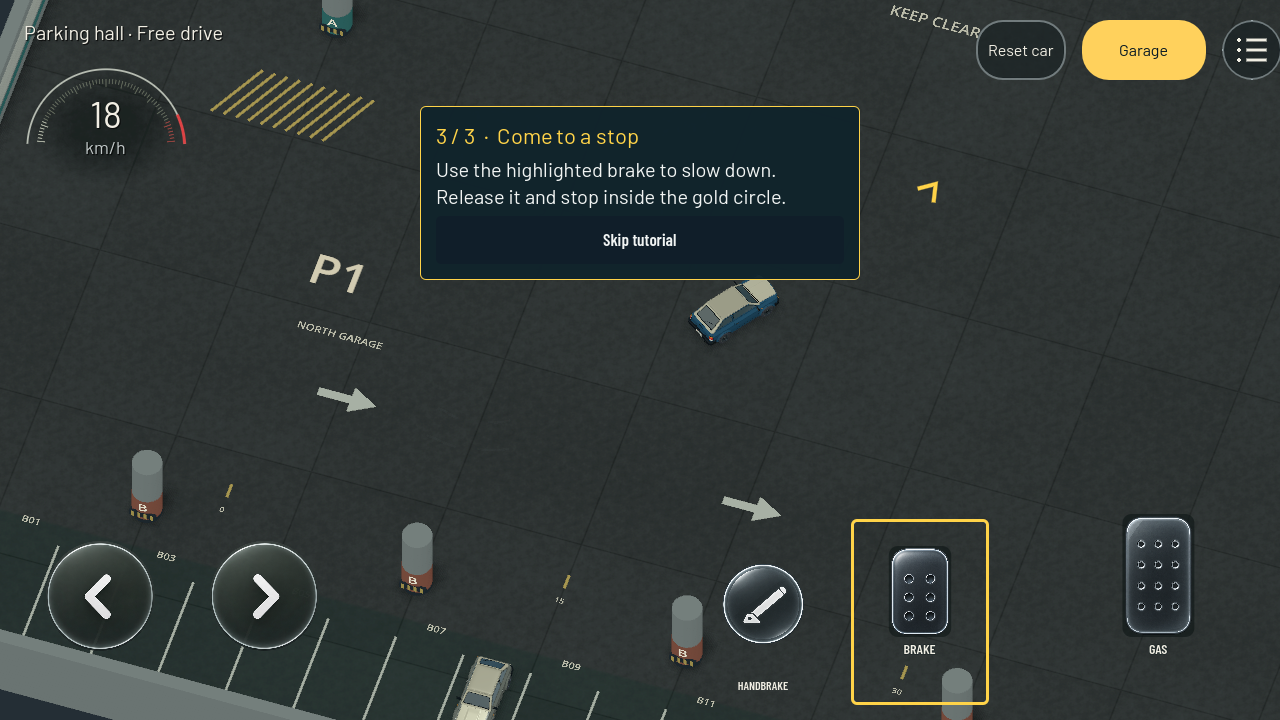 Parking hall · Free drive
A
KEEP CLEAR
Reset car
Garage
18
km/h
3 / 3 · Come to a stop
Use the highlighted brake to slow down.
Release it and stop inside the gold circle.
Skip tutorial
P1
NORTH GARAGE
B
B01
0
B03
B
15
B07
B
B09
B11
HANDBRAKE
BRAKE
30
GAS